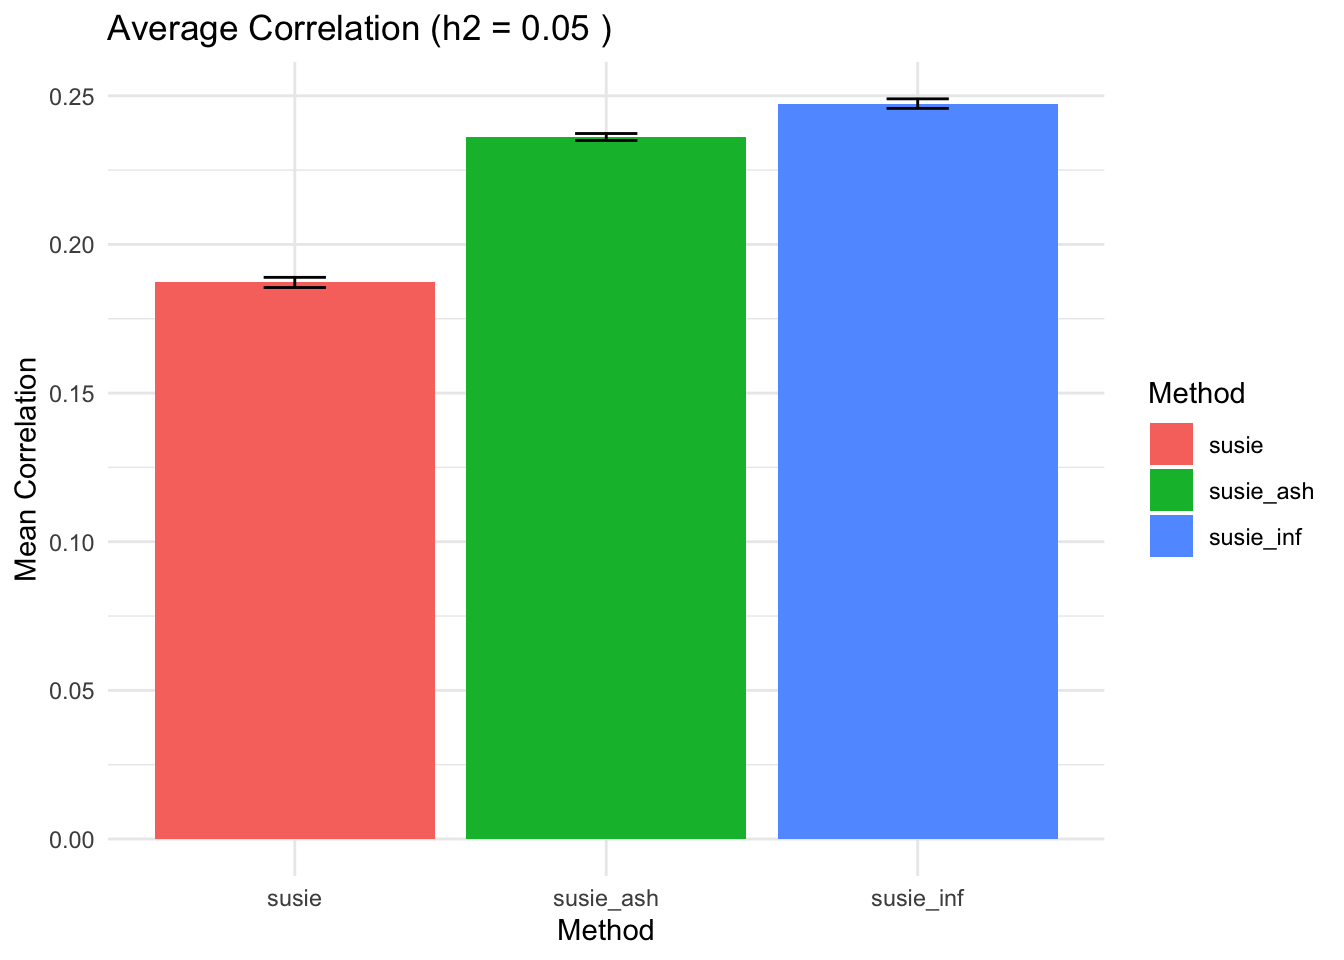 Average Correlation (h2 = 0.05 )
Mean Correlation
0.25
0.20
0.15
0.10
0.05
0.00
susie
susie_ash
susie_inf
Method
Method
susie
susie_ash
susie_inf